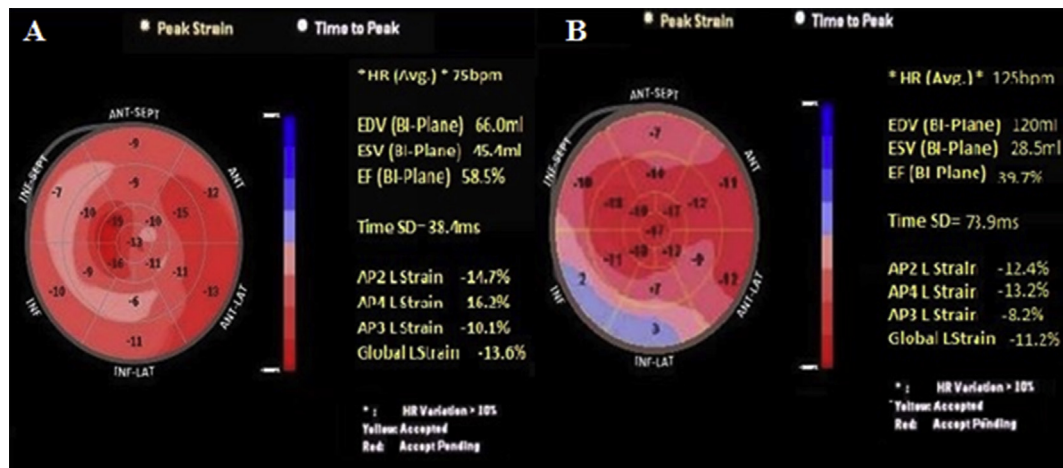 A
Peak Strain
Time to Peak
*HR (Avg.) * 75bpm
EDV (BI-Plane) 66.0ml
ESV (BI-Plane) 45.4ml
EF (BI-Plane) 58.5%
Time SD= 38.4ms
AP2 L Strain -14.7%
AP4 L Strain 16.2%
AP3 L Strain -10.1%
Global LStrain -13.6%
* : HR Variation > 10%
Yellow: Accepted
Red: Accept Pending
ANT-SEPT
INF-SEPT
ANT
INF
ANT-LAT
INF-LAT
-9
-7
-9
-12
-10
-15
-10
-15
-13
-9
-16
-11
-11
-10
-13
-6
-11
B
Peak Strain
Time to Peak
*HR (Avg.)* 125bpm
EDV (BI-Plane) 120ml
ESV (BI-Plane) 28.5ml
EF (BI-Plane) 39.7%
Time SD= 73.9ms
AP2 L Strain -12.4%
AP4 L Strain -13.2%
AP3 L Strain -8.2%
Global LStrain -11.2%
* : HR Variation > 10%
Yellow: Accepted
Red: Accept Pending
ANT-SEPT
INF-SEPT
ANT
INF
ANT-LAT
INF-LAT
-7
-10
-11
-12
-17
-11
-9
2
-12
-7
3